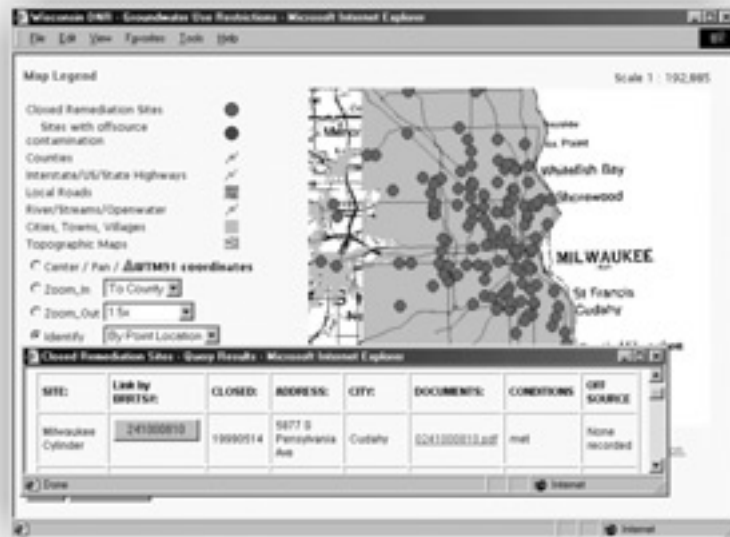 Wisconsin DNR - Groundwater Use Restrictions - Microsoft Internet Explorer
File Edit View Favorites Tools Help
Map Legend
Scale 1 : 192,885
Closed Remediation Sites
Sites with offsource
contamination
Counties
Interstate/US/State Highways
Local Roads
River/Streams/Openwater
Cities, Towns, Villages
Topographic Maps
Center / Pan / WTM91 coordinates
Zoom_In To County
Zoom_Out 1.5x
Identify By Point Location
Point
Whitefish Bay
Shorewood
MILWAUKEE
St Francis
Cudahy
Closed Remediation Sites - Query Results - Microsoft Internet Explorer
SITE: Link by BRRTS#: CLOSED: ADDRESS: CITY: DOCUMENTS: CONDITIONS OFF SOURCE
Milwaukee Cylinder 241000810 19990514 5877 S Pennsylvania Ave Cudahy 0241000810.pdf met None recorded
Done Internet
Internet